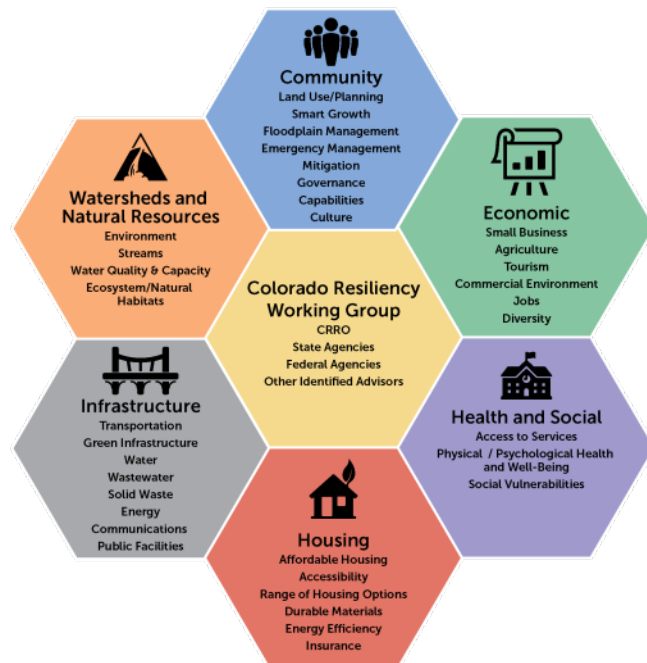 Community
Land Use/Planning
Smart Growth
Floodplain Management
Emergency Management
Mitigation
Governance
Capabilities
Culture
Watersheds and
Natural Resources
Environment
Streams
Water Quality & Capacity
Ecosystem/Natural
Habitats
Economic
Small Business
Agriculture
Tourism
Commercial Environment
Jobs
Diversity
Colorado Resiliency
Working Group
CRRO
State Agencies
Federal Agencies
Other Identified Advisors
Infrastructure
Transportation
Green Infrastructure
Water
Wastewater
Solid Waste
Energy
Communications
Public Facilities
Health and Social
Access to Services
Physical / Psychological Health
and Well-Being
Social Vulnerabilities
Housing
Affordable Housing
Accessibility
Range of Housing Options
Durable Materials
Energy Efficiency
Insurance